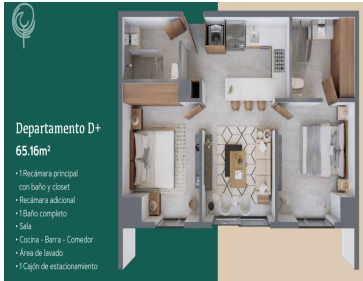 Departamento D+
65.16m²
• 1 Recámara principal
con baño y closet
• Recámara adicional
• 1 Baño completo
• Sala
• Cocina - Barra - Comedor
• Área de lavado
• 1 Cajón de estacionamiento